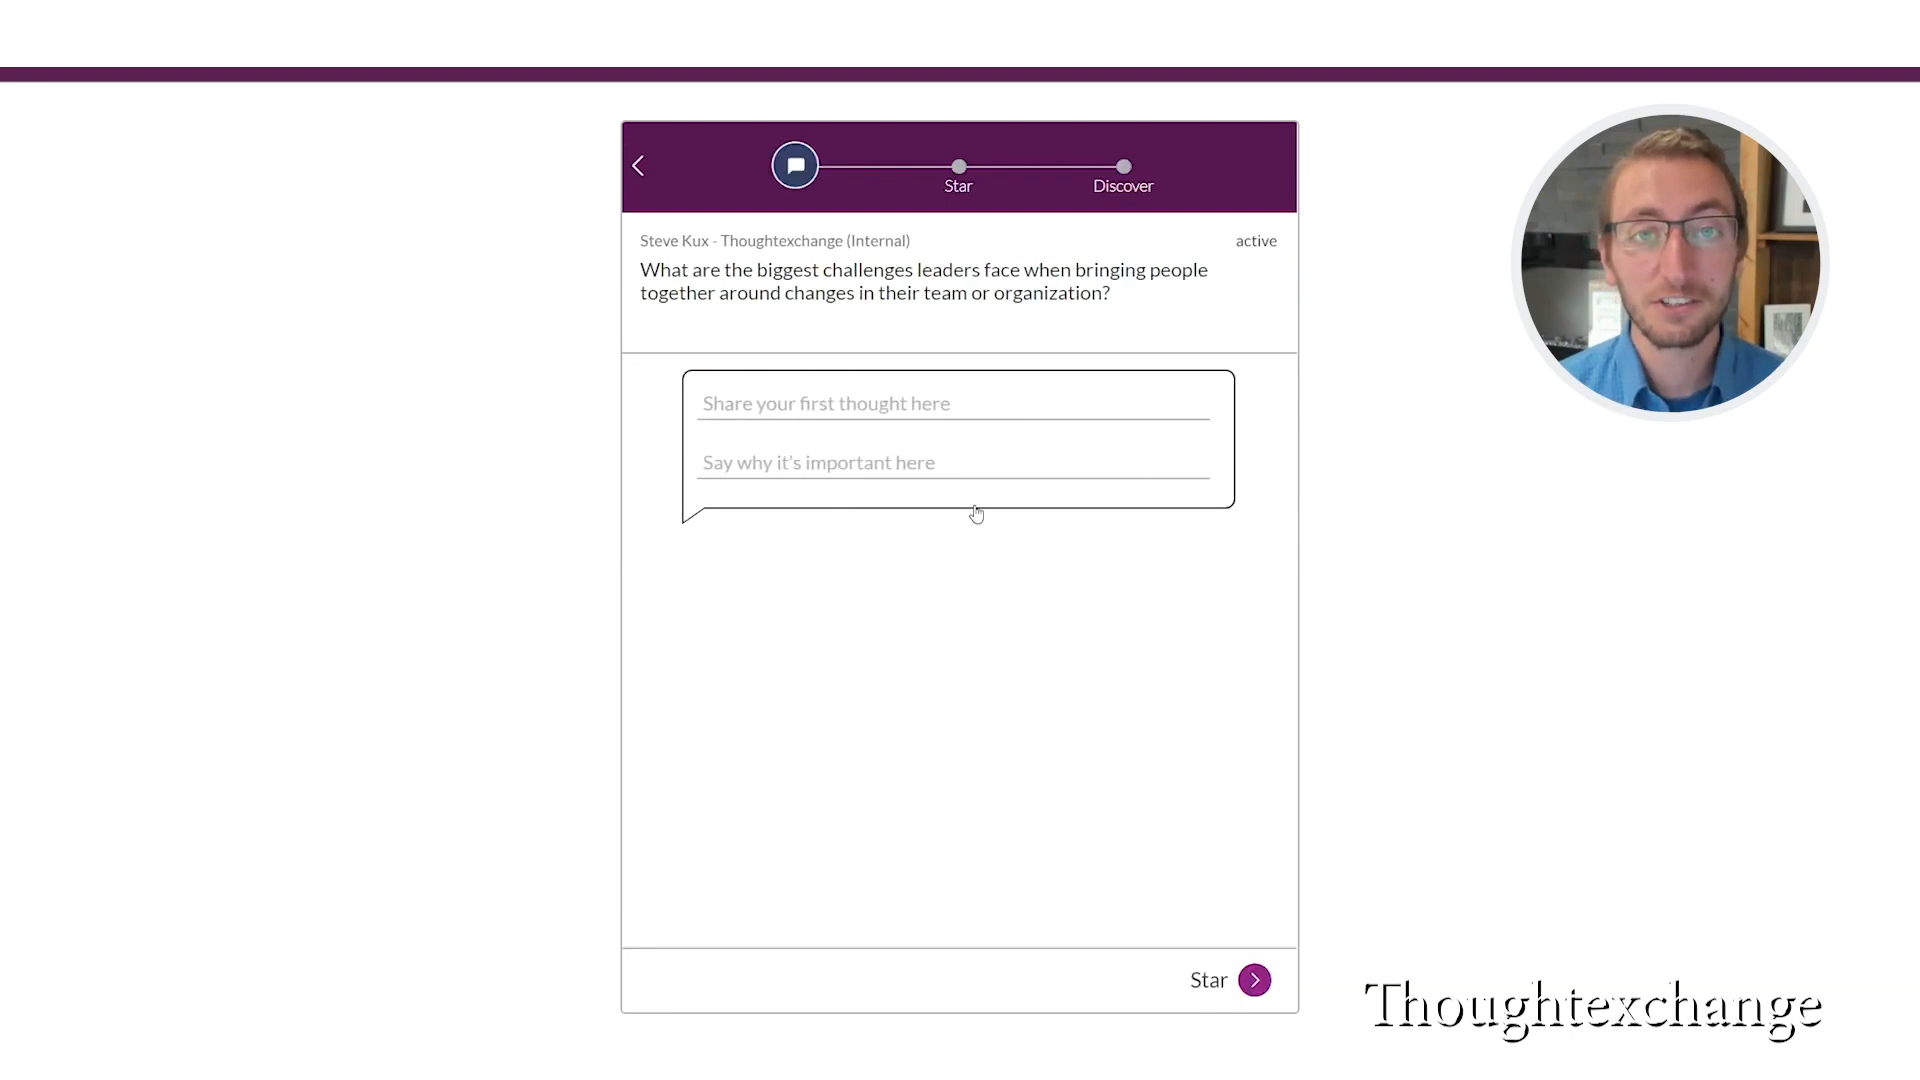 Star
Discover
Steve Kux - Thoughtexchange (Internal)
active
What are the biggest challenges leaders face when bringing people
together around changes in their team or organization?
Share your first thought here
Say why it's important here
Star
Thoughtexchange